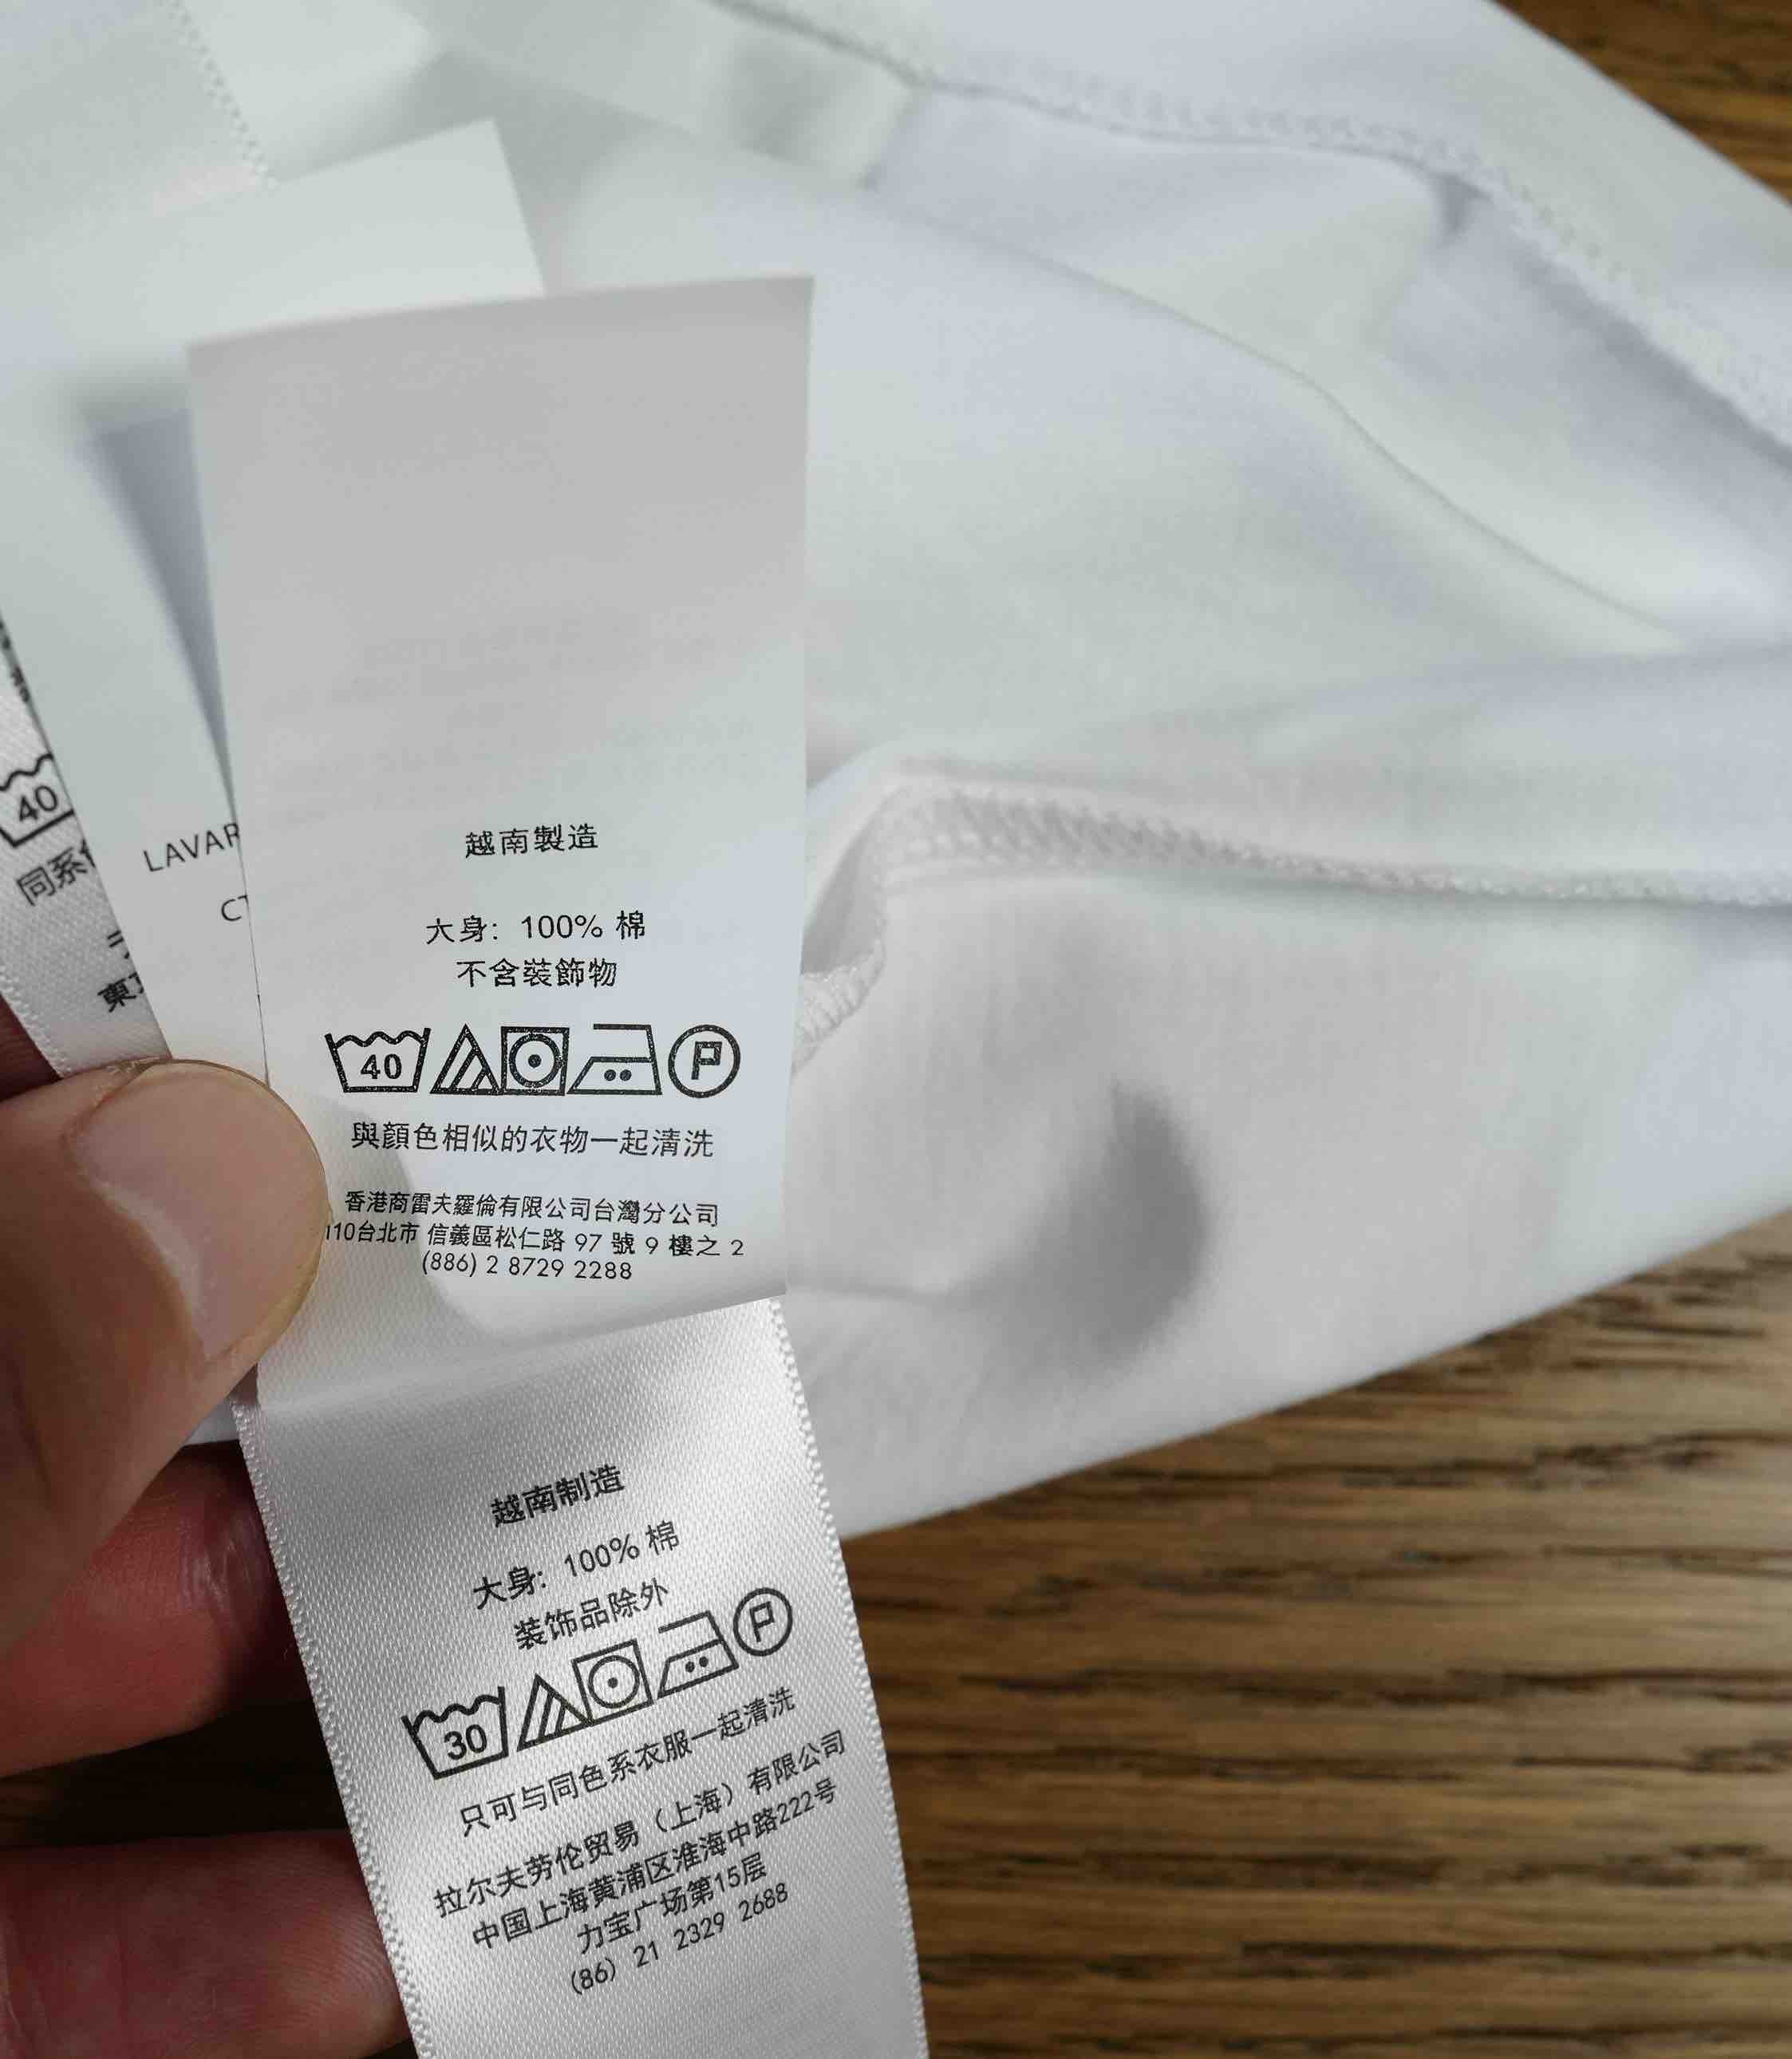 40
同系
東
LAVAR
CT
越南製造
大身: 100% 棉
不含裝飾物
40
P
與顏色相似的衣物一起清洗
香港商雷夫羅倫有限公司台灣分公司
110台北市 信義區松仁路 97 號 9 樓之 2
(886) 2 8729 2288
越南制造
大身: 100% 棉
装饰品除外
30
P
只可与同色系衣服一起清洗
拉尔夫劳伦贸易（上海）有限公司
中国上海黄浦区淮海中路222号
力宝广场第15层
(86) 21 2329 2688